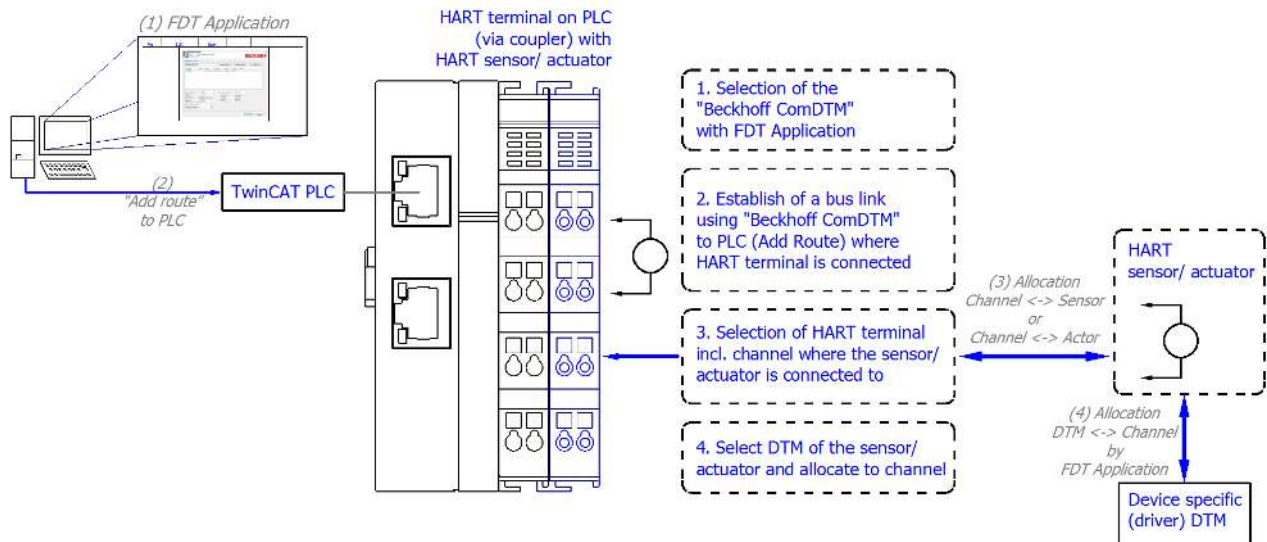 (1) FDT Application
HART terminal on PLC
(via coupler) with
HART sensor/ actuator
(2)
"Add route"
to PLC
TwinCAT PLC
1. Selection of the
"Beckhoff ComDTM"
with FDT Application
2. Establish of a bus link
using "Beckhoff ComDTM"
to PLC (Add Route) where
HART terminal is connected
3. Selection of HART terminal
incl. channel where the sensor/
actuator is connected to
4. Select DTM of the sensor/
actuator and allocate to channel
(3) Allocation
Channel <-> Sensor
or
Channel <-> Actor
HART
sensor/ actuator
(4) Allocation
DTM <-> Channel
by
FDT Application
Device specific
(driver) DTM